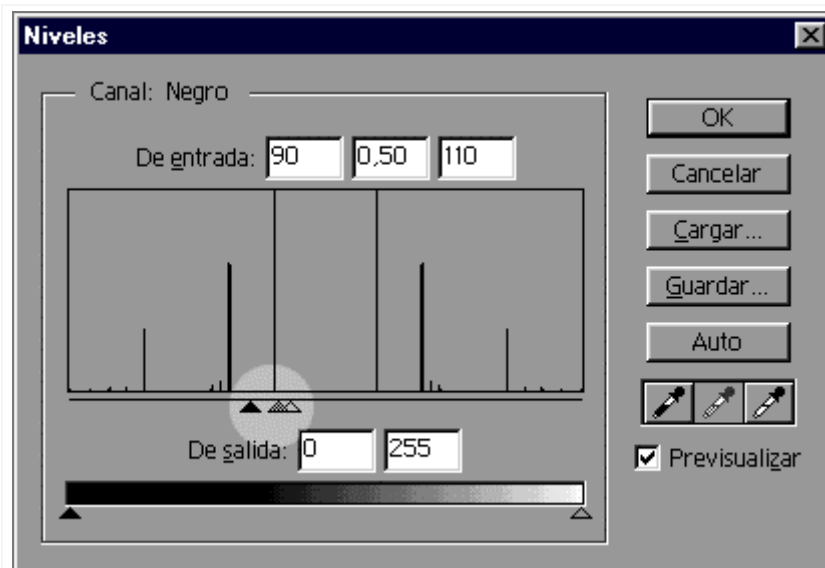 Niveles
Canal: Negro
De entrada: 90 0,50 110
De salida: 0 255
OK
Cancelar
Cargar...
Guardar...
Auto
Previsualizar